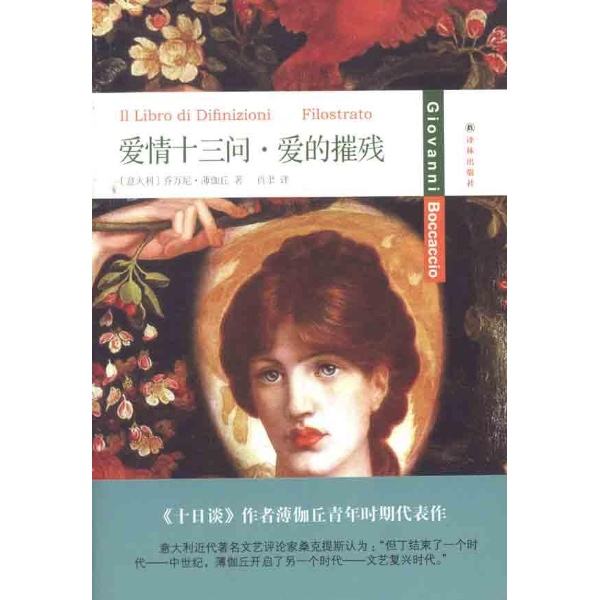 Il Libro di Difinizioni Filostrato
爱情十三问·爱的摧残
〔意大利〕乔万尼·薄伽丘 著 肖聿 译
Giovanni Boccaccio
译林出版社
《十日谈》作者薄伽丘青年时期代表作
意大利近代著名文艺评论家桑克提斯认为：“但丁结束了一个时
代——中世纪，薄伽丘开启了另一个时代——文艺复兴时代。”